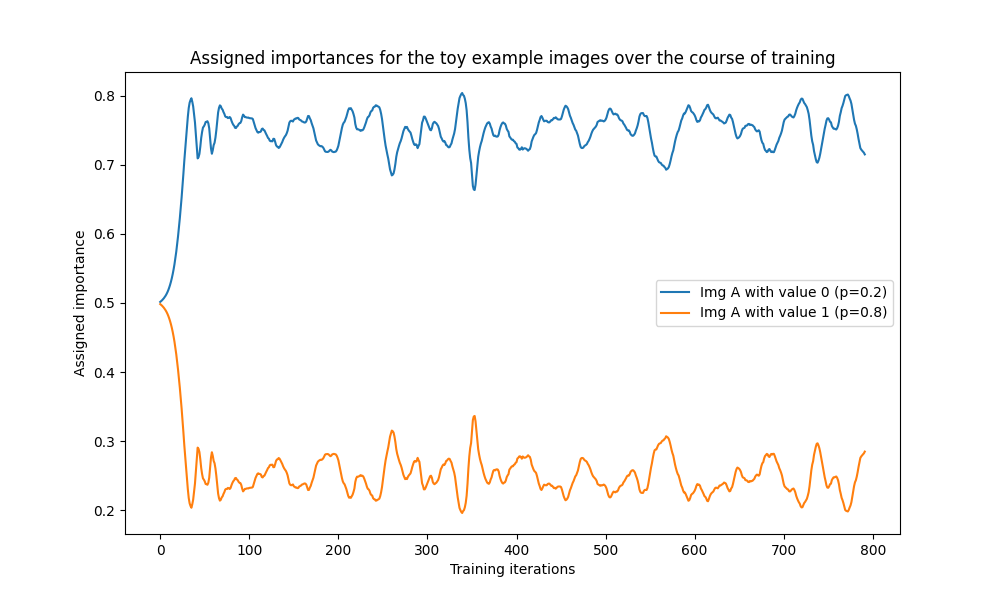 Assigned importances for the toy example images over the course of training
0.8
0.7
0.6
0.5
0.4
0.3
0.2
Assigned importance
Img A with value 0 (p=0.2)
Img A with value 1 (p=0.8)
0 100 200 300 400 500 600 700 800
Training iterations